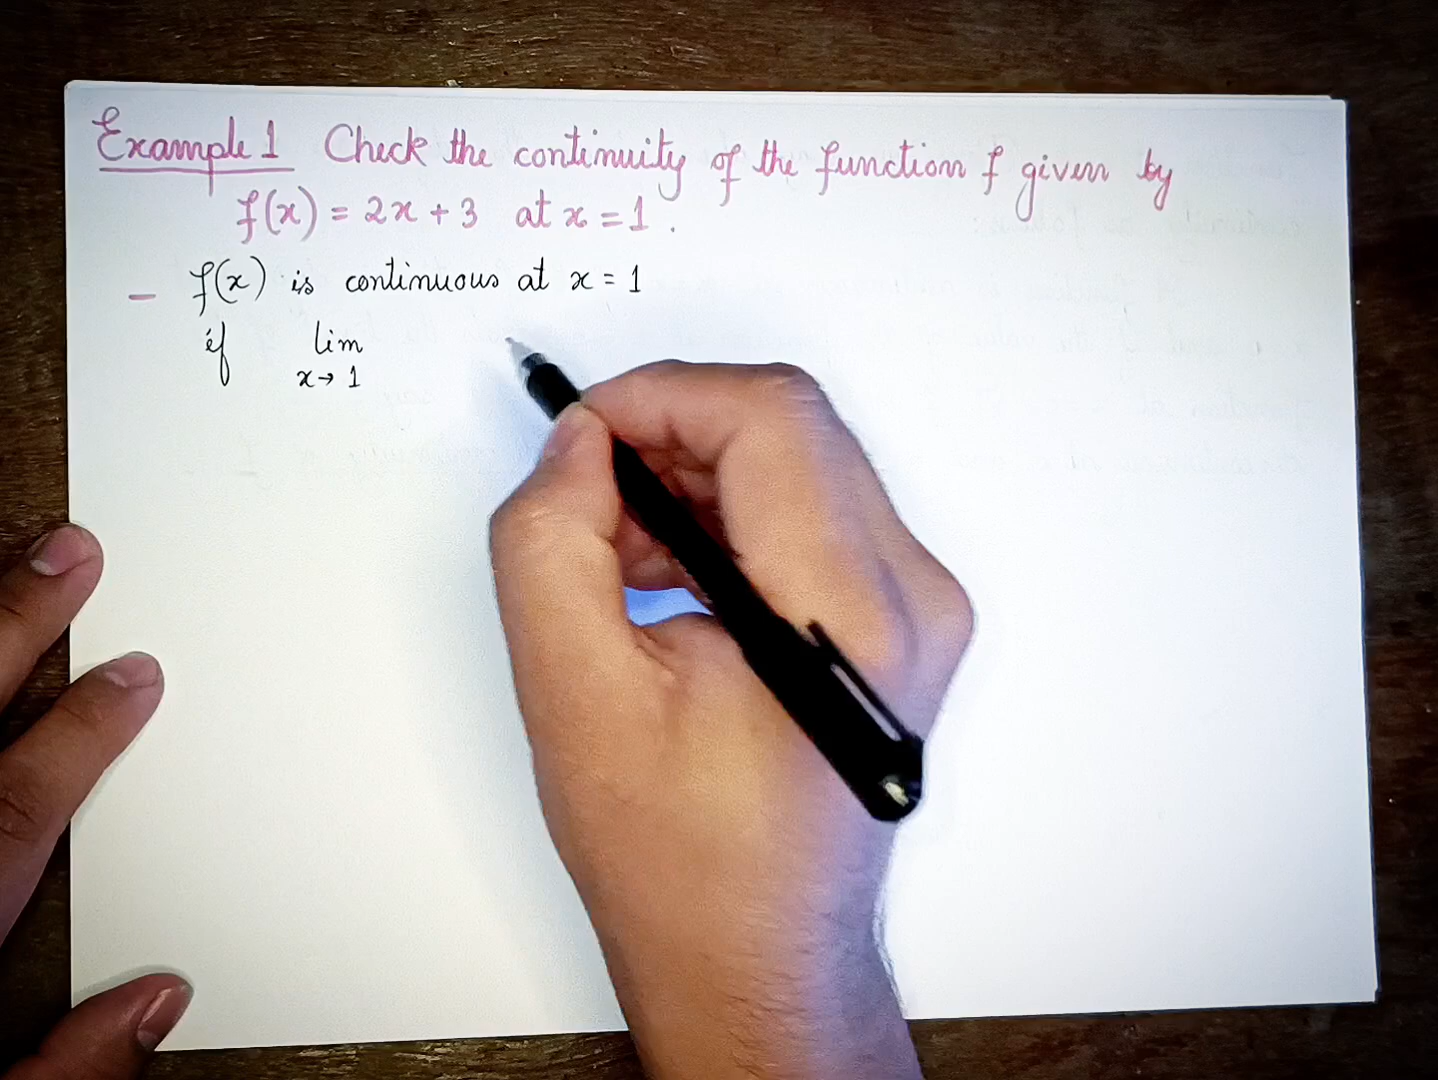 Example 1 Check the continuity of the function f given by
f(x) = 2x + 3 at x = 1.
- f(x) is continuous at x = 1
if lim
x → 1